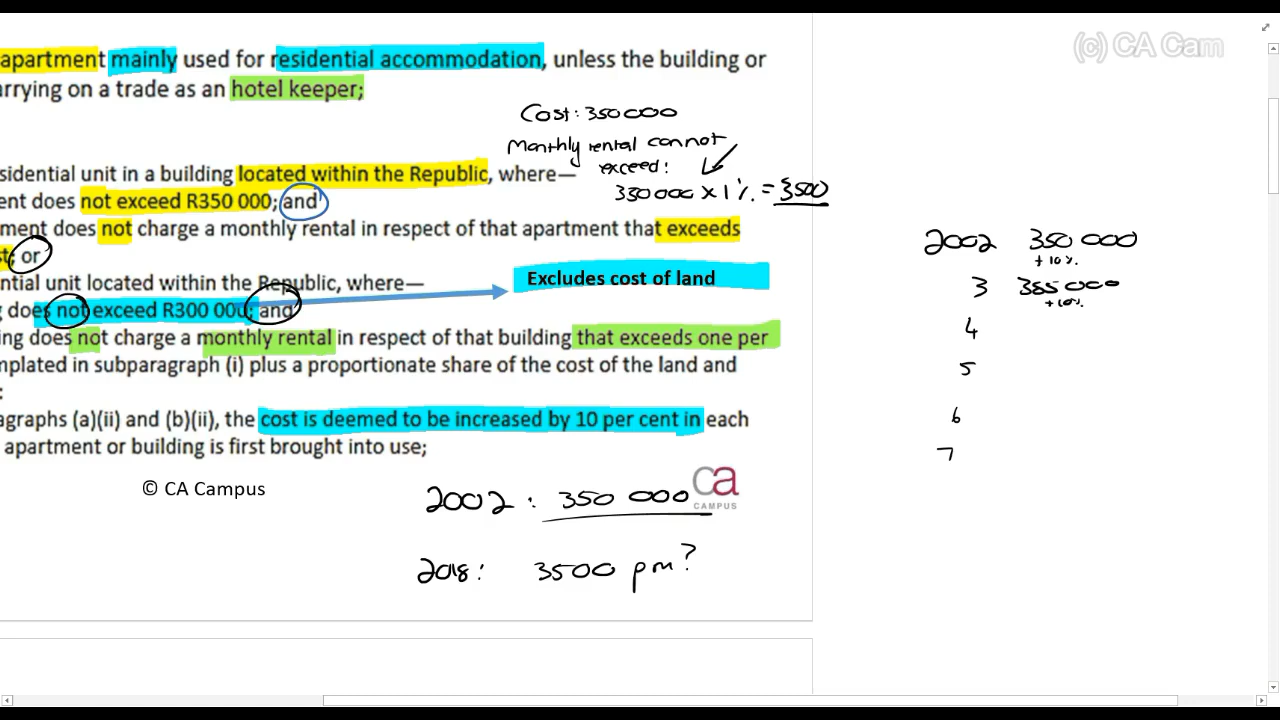 (c) CA Cam
apartment mainly used for residential accommodation, unless the building or
arrying on a trade as an hotel keeper;
Cost: 350000
Monthly rental cannot
exceed:
350000 x 1% = 3500
sidential unit in a building located within the Republic, where—
ent does not exceed R350 000; and
ment does not charge a monthly rental in respect of that apartment that exceeds
st; or
ntial unit located within the Republic, where—
Excludes cost of land
g does not exceed R300 000; and
ing does not charge a monthly rental in respect of that building that exceeds one per
mplated in subparagraph (i) plus a proportionate share of the cost of the land and
:
agraphs (a)(ii) and (b)(ii), the cost is deemed to be increased by 10 per cent in each
apartment or building is first brought into use;
© CA Campus
ca
CAMPUS
2002 : 350 000
2018: 3500 pm?
2002 350 000
+ 10%.
3 385000
+ 10%.
4
5
6
7